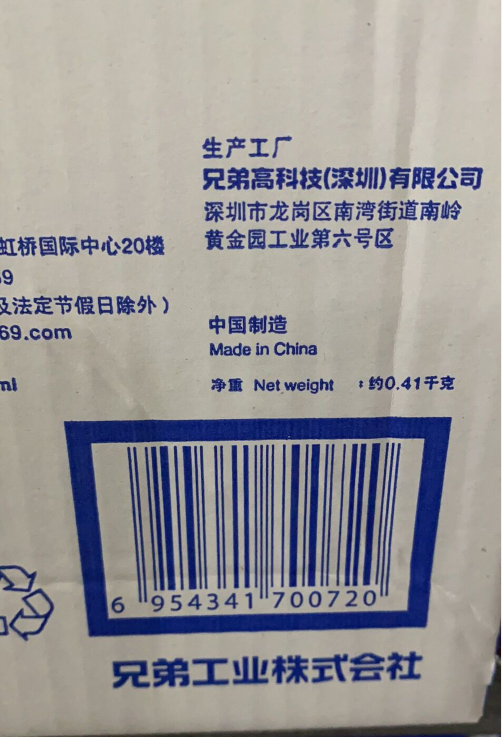 生产工厂
兄弟高科技(深圳)有限公司
深圳市龙岗区南湾街道南岭
黄金园工业第六号区
虹桥国际中心20楼
69
及法定节假日除外）
69.com
ml
中国制造
Made in China
净重 Net weight ：约0.41千克
6 954341 700720
兄弟工业株式会社